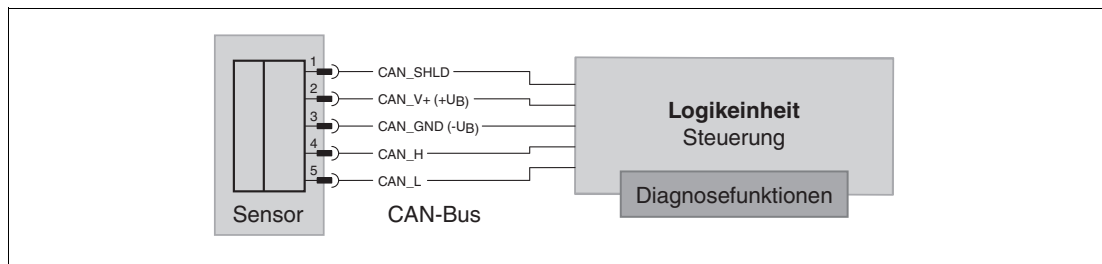 1 CAN_SHLD
2 CAN_V+ (+UB)
3 CAN_GND (-UB)
4 CAN_H
5 CAN_L
Sensor
CAN-Bus
Logikeinheit
Steuerung
Diagnosefunktionen